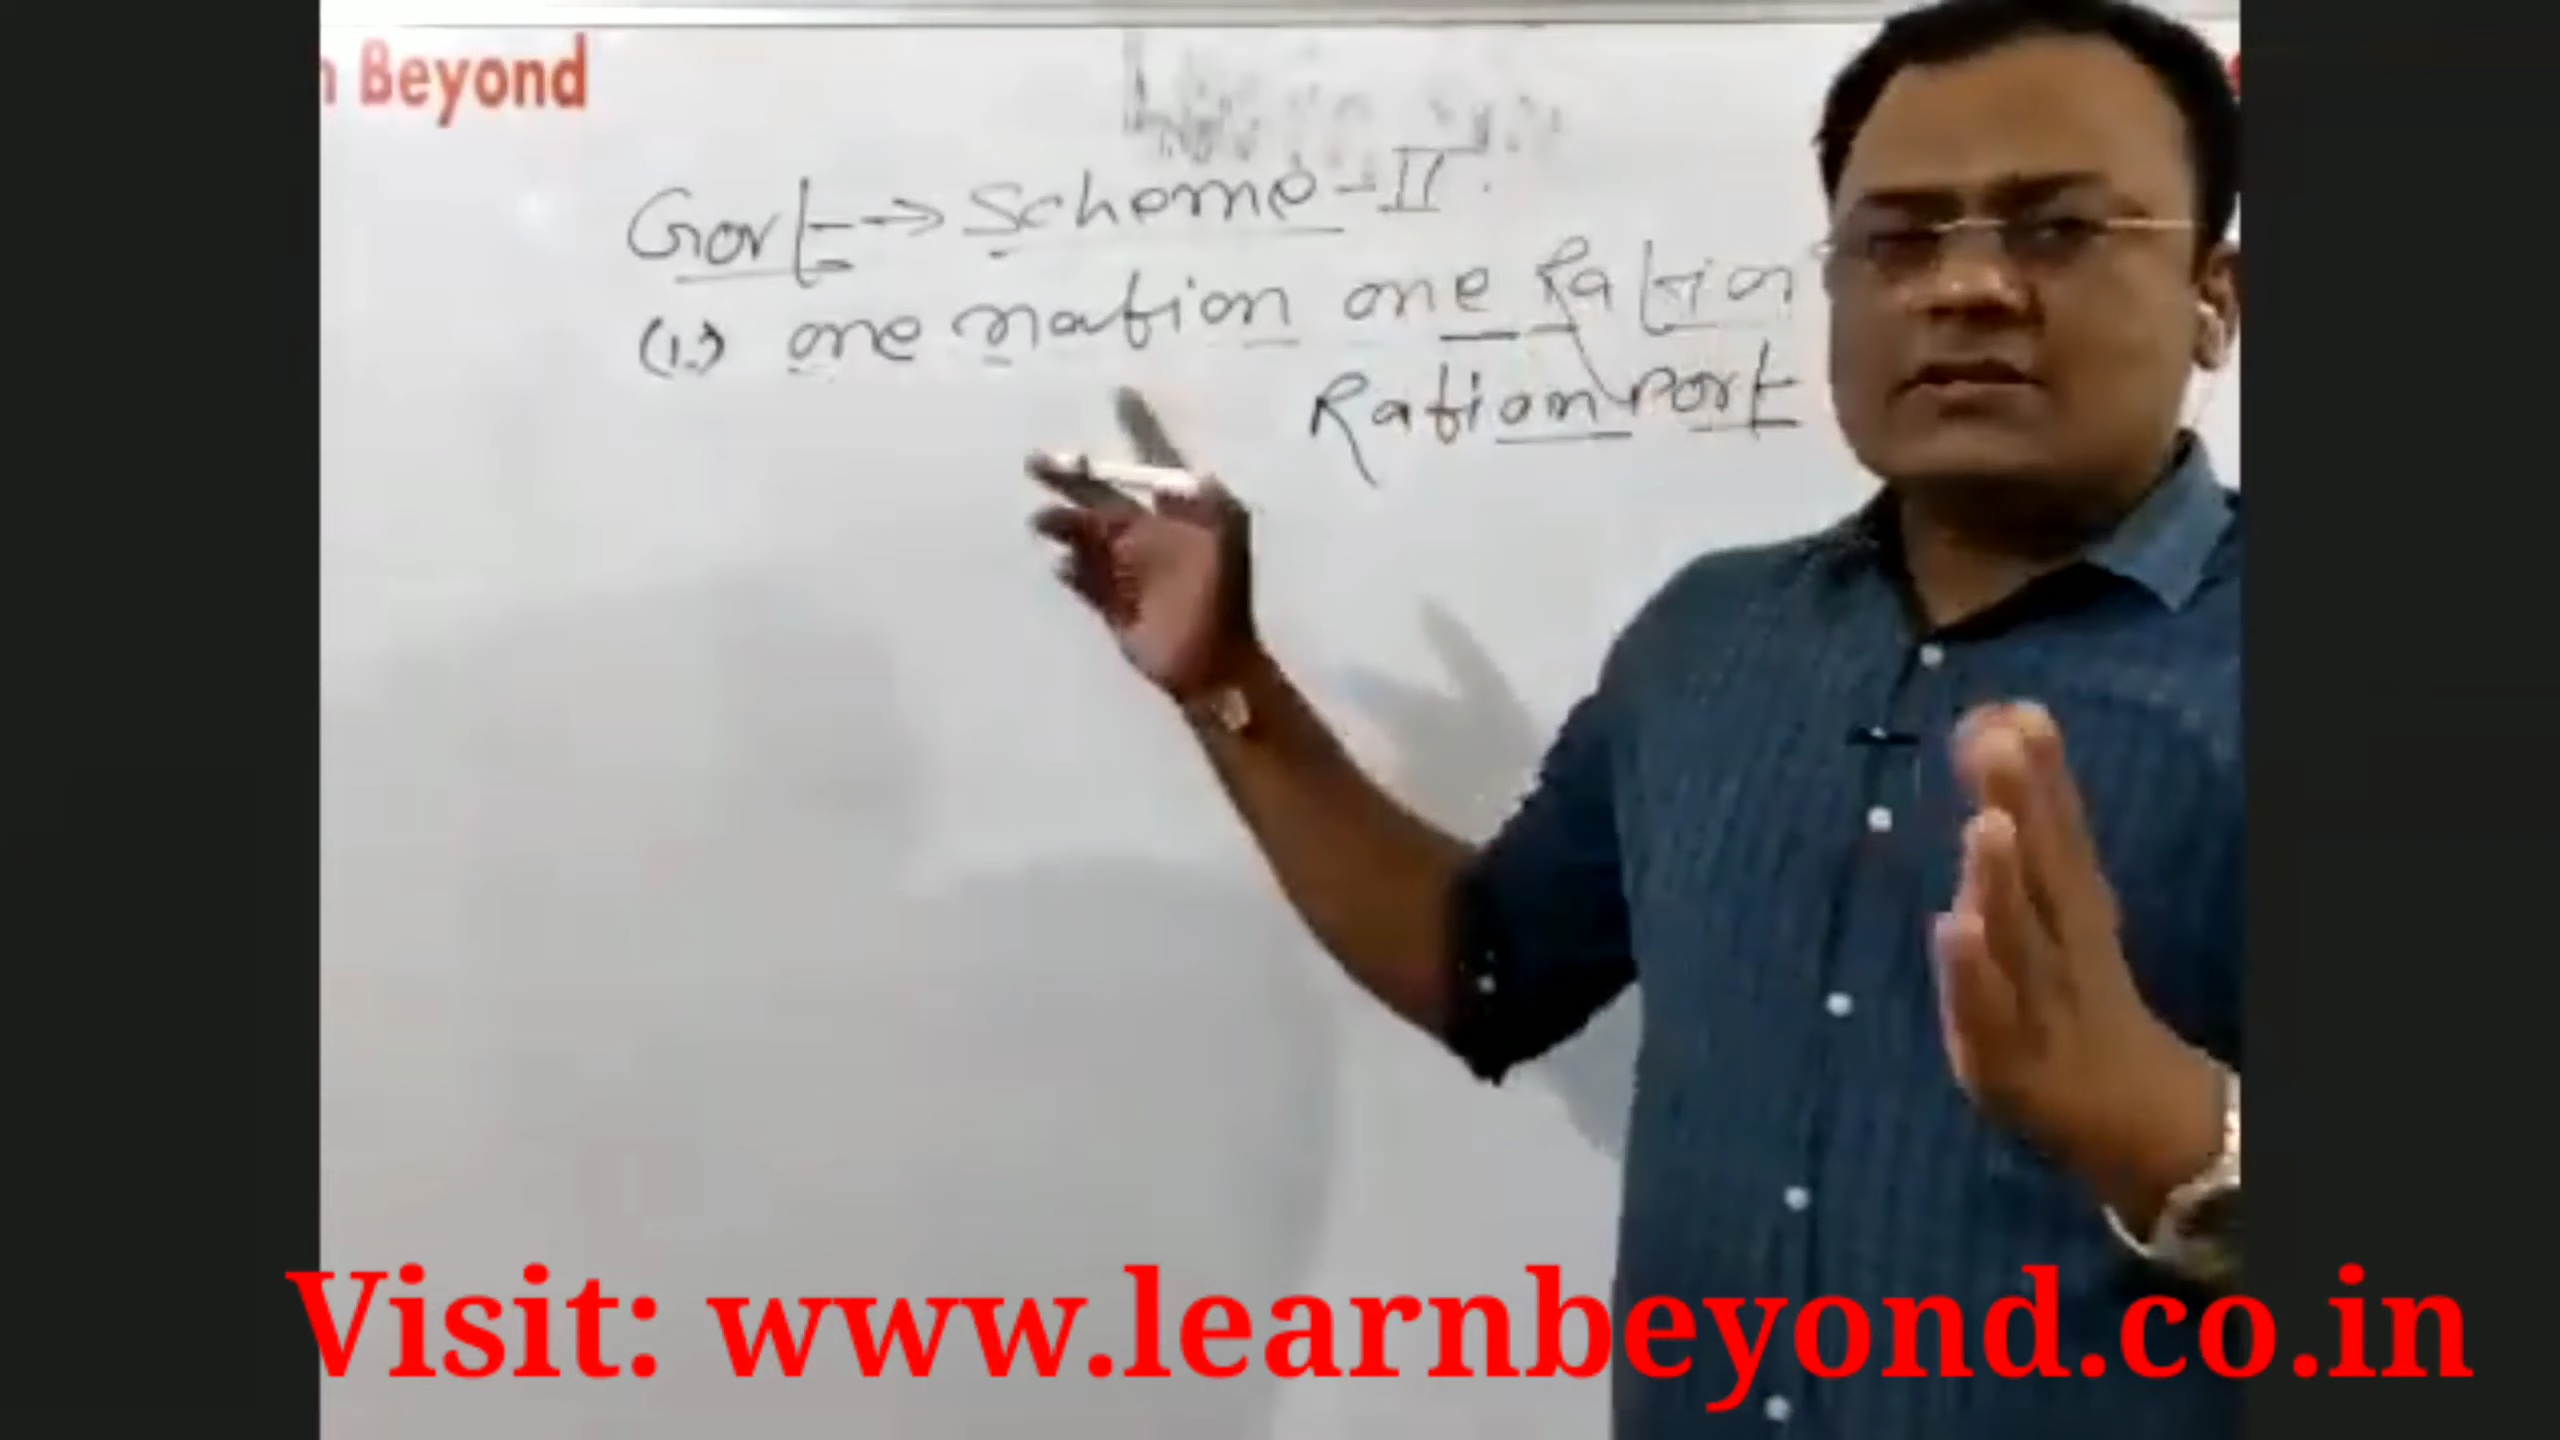 Beyond
Govt → Scheme - II.
(1.) one nation one Ration
Ration Port
Visit: www.learnbeyond.co.in